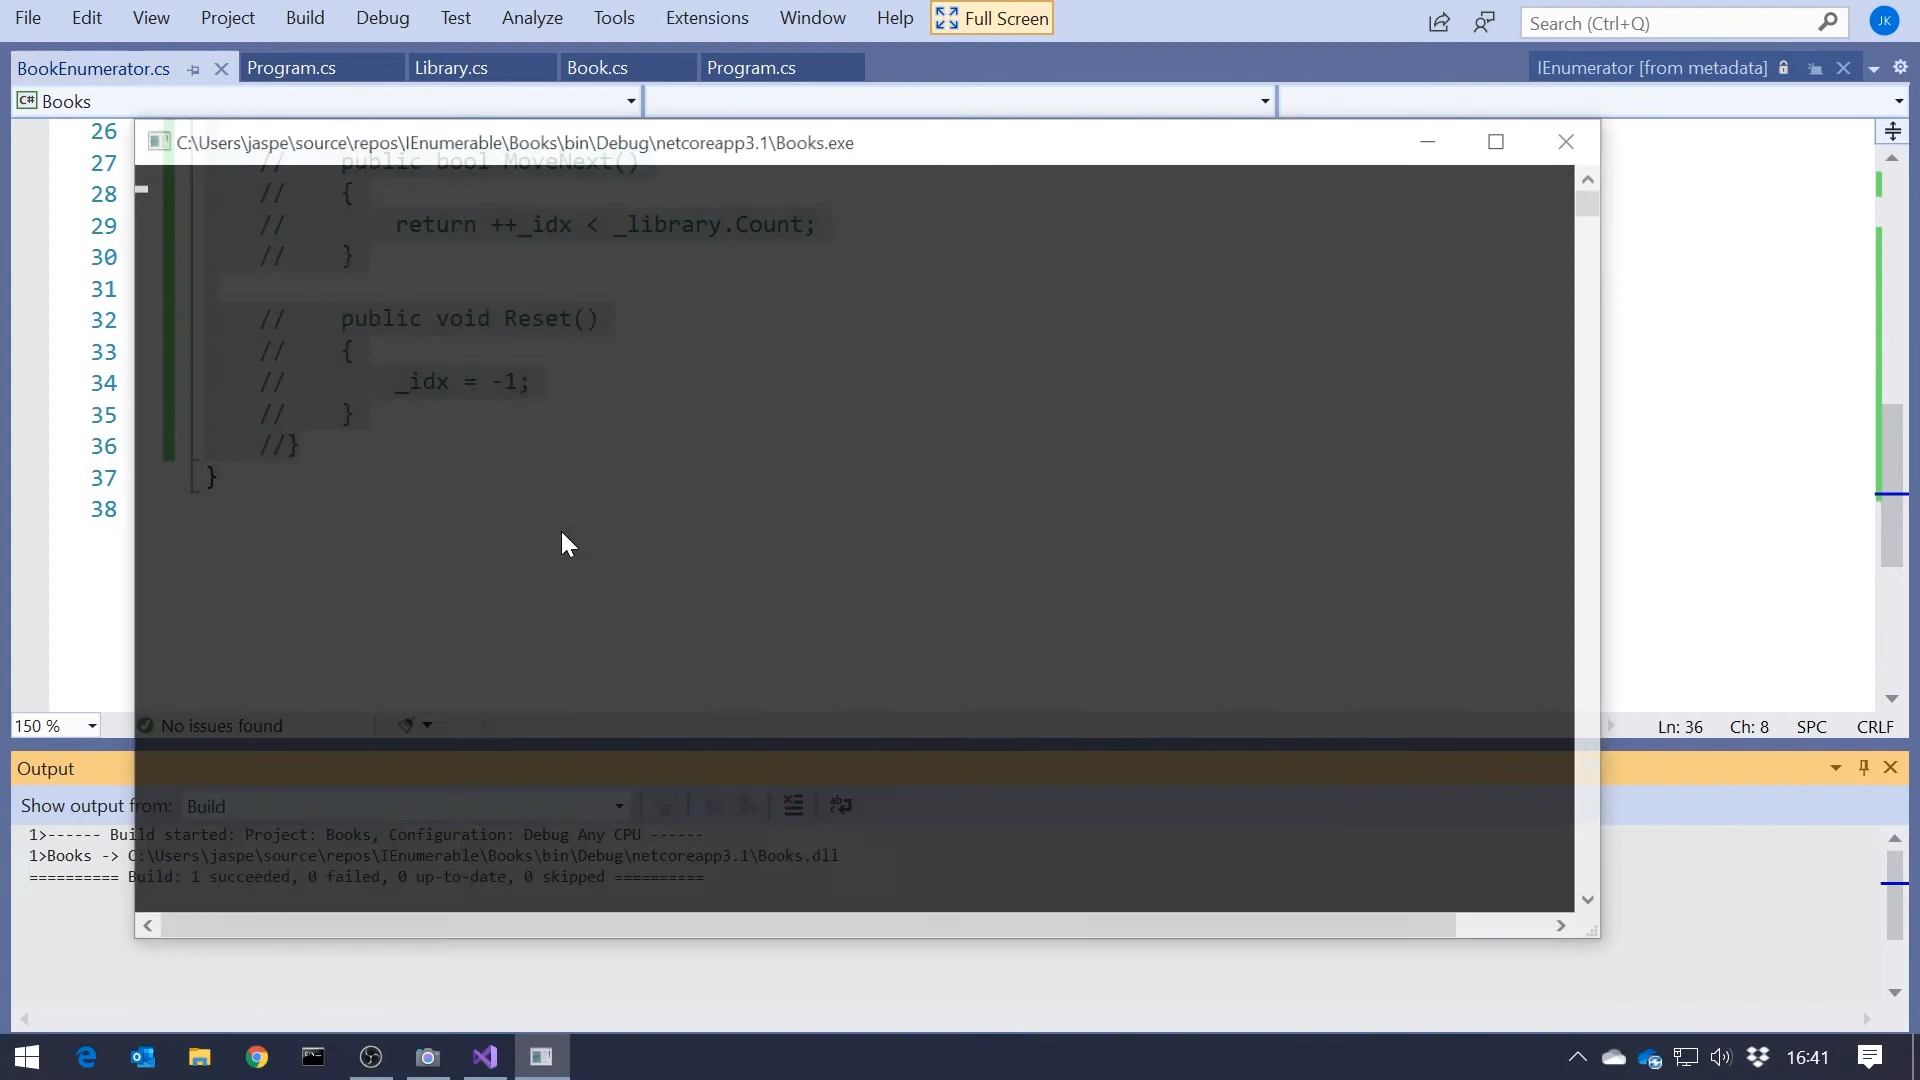 File Edit View Project Build Debug Test Analyze Tools Extensions Window Help Full Screen Search (Ctrl+Q) JK
BookEnumerator.cs Program.cs Library.cs Book.cs Program.cs IEnumerator [from metadata]
C# Books
C:\Users\jaspe\source\repos\IEnumerable\Books\bin\Debug\netcoreapp3.1\Books.exe
26
27 // public bool MoveNext()
28 // {
29 // return ++_idx < _library.Count;
30 // }
31
32 // public void Reset()
33 // {
34 // _idx = -1;
35 // }
36 //}
37 }
38
150 % No issues found Ln: 36 Ch: 8 SPC CRLF
Output
Show output from: Build
1>------ Build started: Project: Books, Configuration: Debug Any CPU ------
1>Books -> C:\Users\jaspe\source\repos\IEnumerable\Books\bin\Debug\netcoreapp3.1\Books.dll
========== Build: 1 succeeded, 0 failed, 0 up-to-date, 0 skipped ==========
16:41